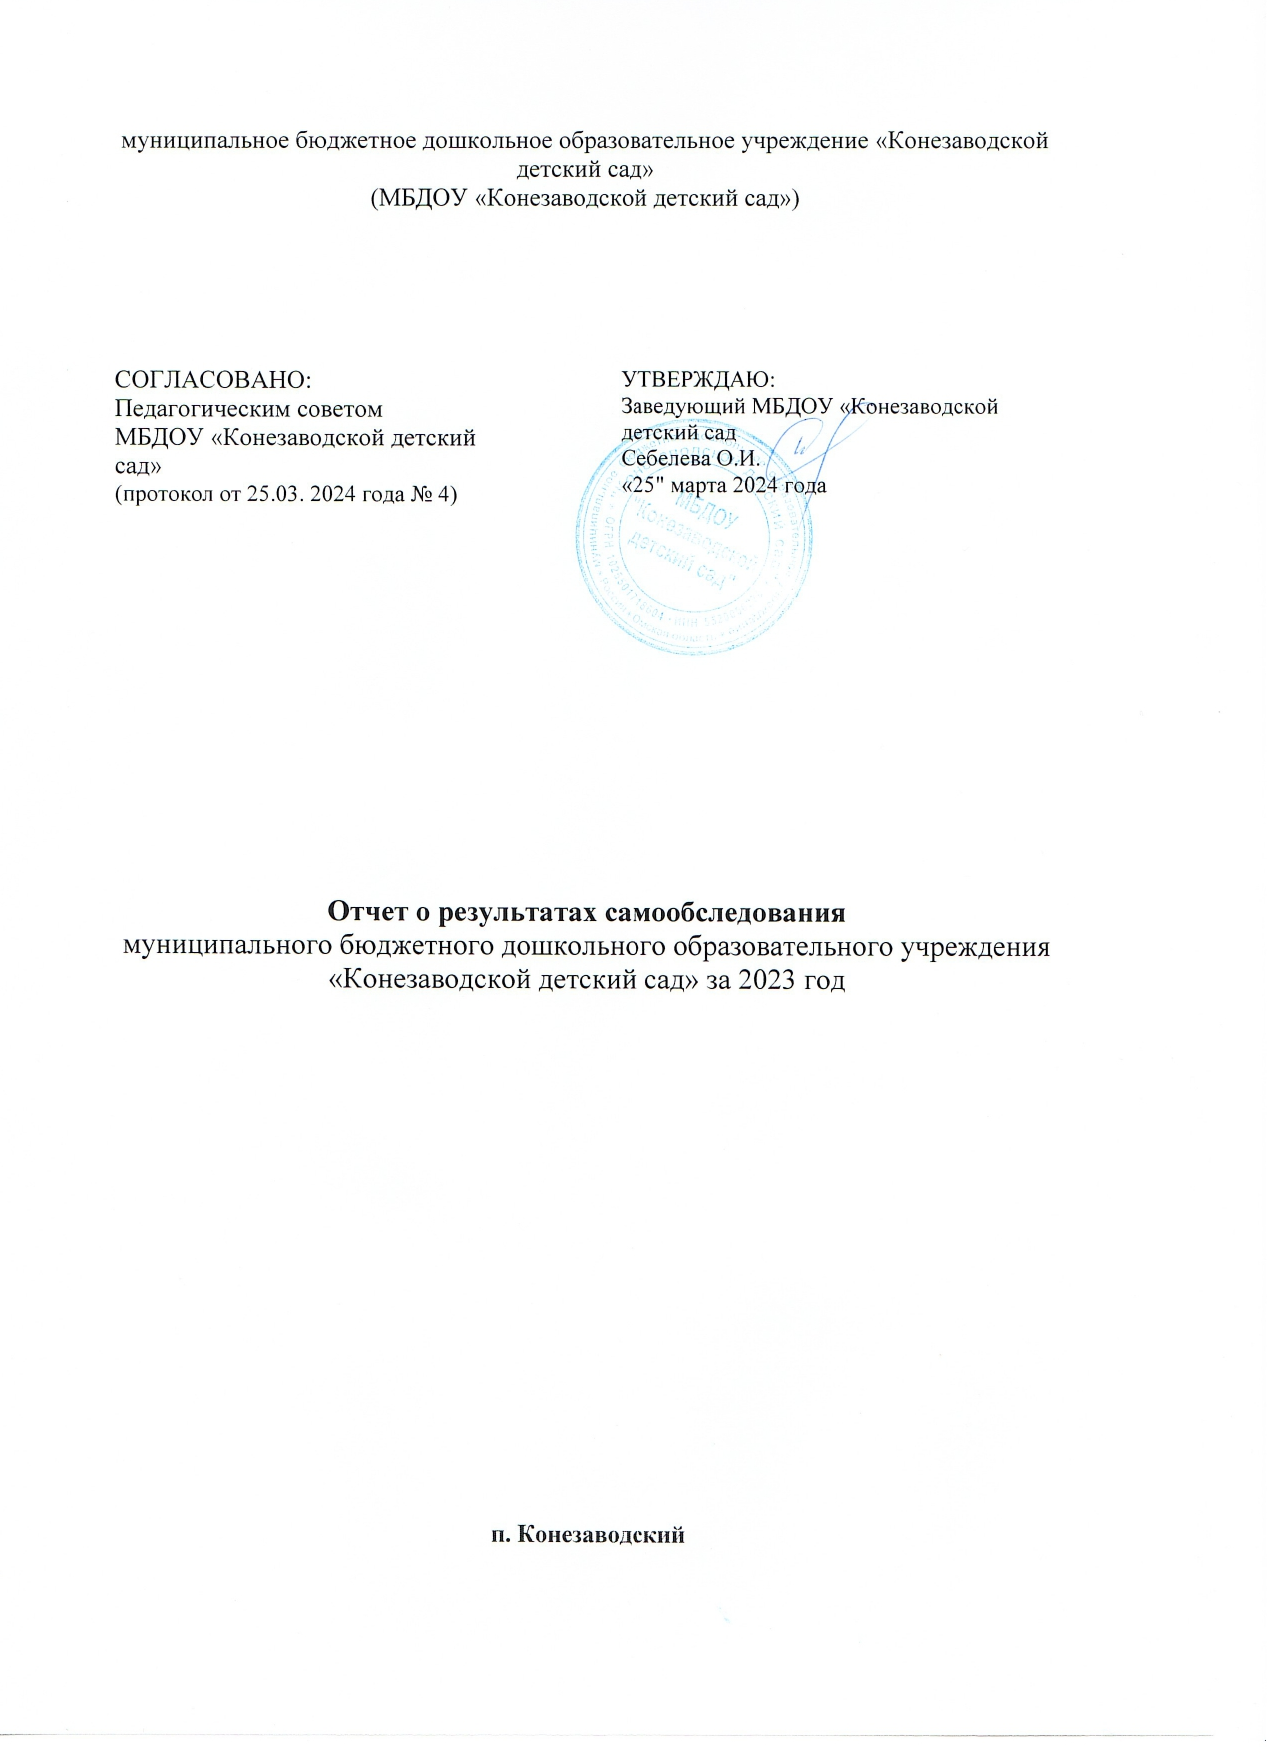 муниципальное бюджетное дошкольное образовательное учреждение «Конезаводской
детский сад»
(МБДОУ «Конезаводской детский сад»)
СОГЛАСОВАНО:
Педагогическим советом
МБДОУ «Конезаводской детский
сад»
(протокол от 25.03. 2024 года № 4)
УТВЕРЖДАЮ:
Заведующий МБДОУ «Конезаводской
детский сад
Себелева О.И.
«25" марта 2024 года
МБДОУ
"Конезаводской
детский сад"
Отчет о результатах самообследования
муниципального бюджетного дошкольного образовательного учреждения
«Конезаводской детский сад» за 2023 год
п. Конезаводский